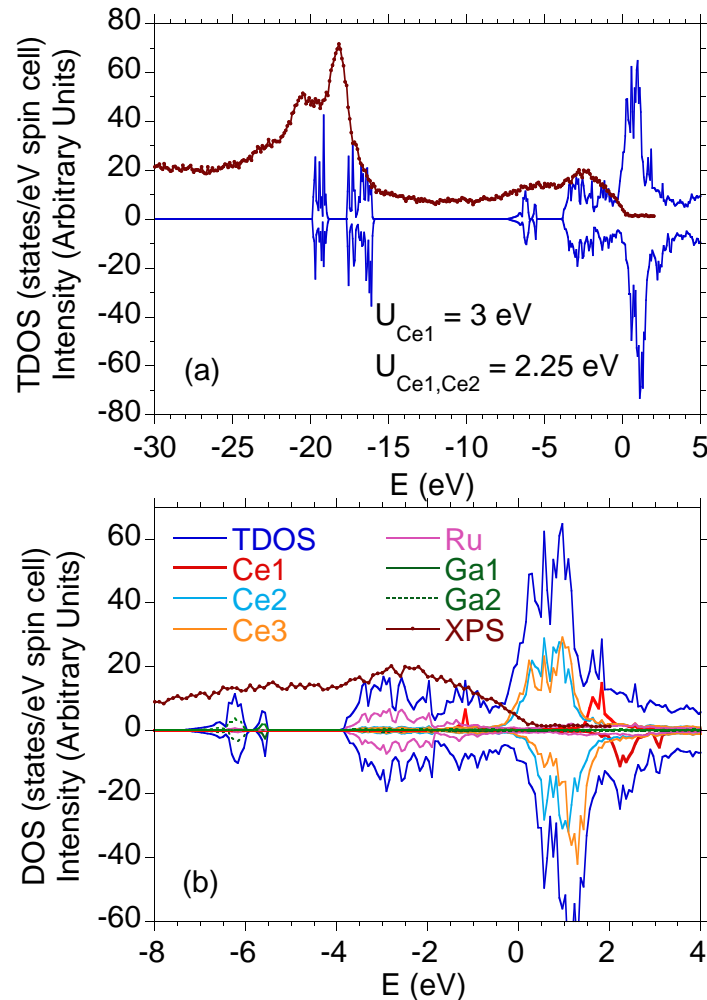 80
60
40
20
0
-20
-40
-60
-80
TDOS (states/eV spin cell)
Intensity (Arbitrary Units)
U_Ce1 = 3 eV
U_Ce1,Ce2 = 2.25 eV
(a)
-30 -25 -20 -15 -10 -5 0 5
E (eV)
60
40
20
0
-20
-40
-60
DOS (states/eV spin cell)
Intensity (Arbitrary Units)
TDOS
Ce1
Ce2
Ce3
Ru
Ga1
Ga2
XPS
(b)
-8 -6 -4 -2 0 2 4
E (eV)